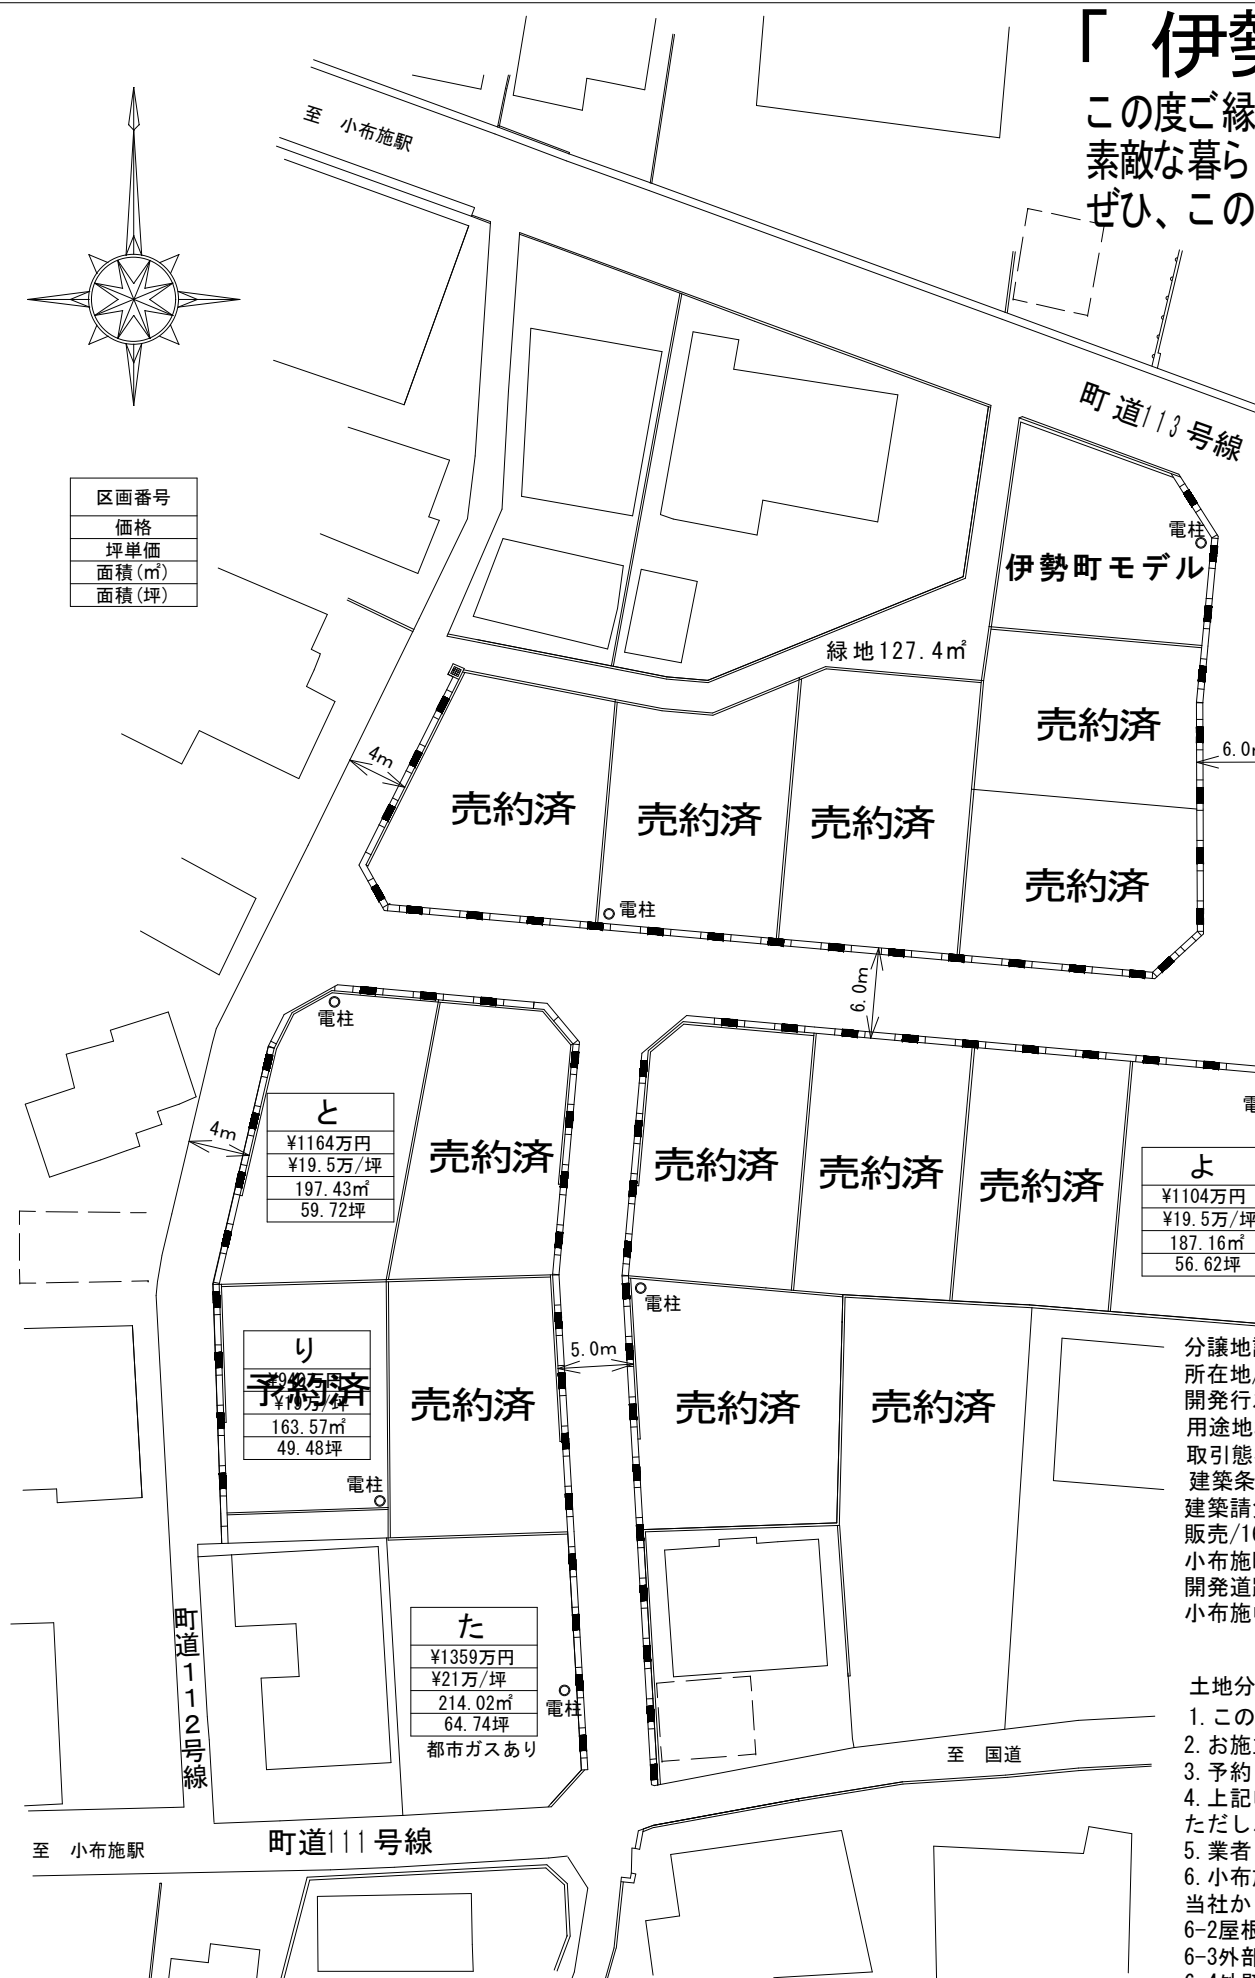 「 伊勢
この度ご縁
素敵な暮ら
ぜひ、この
至 小布施駅
町道113号線
区画番号
価格
坪単価
面積(㎡)
面積(坪)
電柱
伊勢町モデル
緑地127.4㎡
売約済
6.0m
4m
売約済
売約済
売約済
売約済
電柱
6.0m
電柱
4m
と
¥1164万円
¥19.5万/坪
197.43㎡
59.72坪
売約済
売約済
売約済
売約済
よ
¥1104万円
¥19.5万/坪
187.16㎡
56.62坪
電柱
り
予約済
¥19万/坪
163.57㎡
49.48坪
電柱
売約済
5.0m
売約済
売約済
分譲地
所在地
開発行
用途地
取引態
建築条
建築請
販売/1
小布施
開発道
小布施
町道112号線
た
¥1359万円
¥21万/坪
214.02㎡
64.74坪
都市ガスあり
電柱
至 国道
土地分
1.この
2.お施
3.予約
4.上記
ただし
5.業者
6.小布
当社か
6-2屋根
6-3外部
至 小布施駅
町道111号線